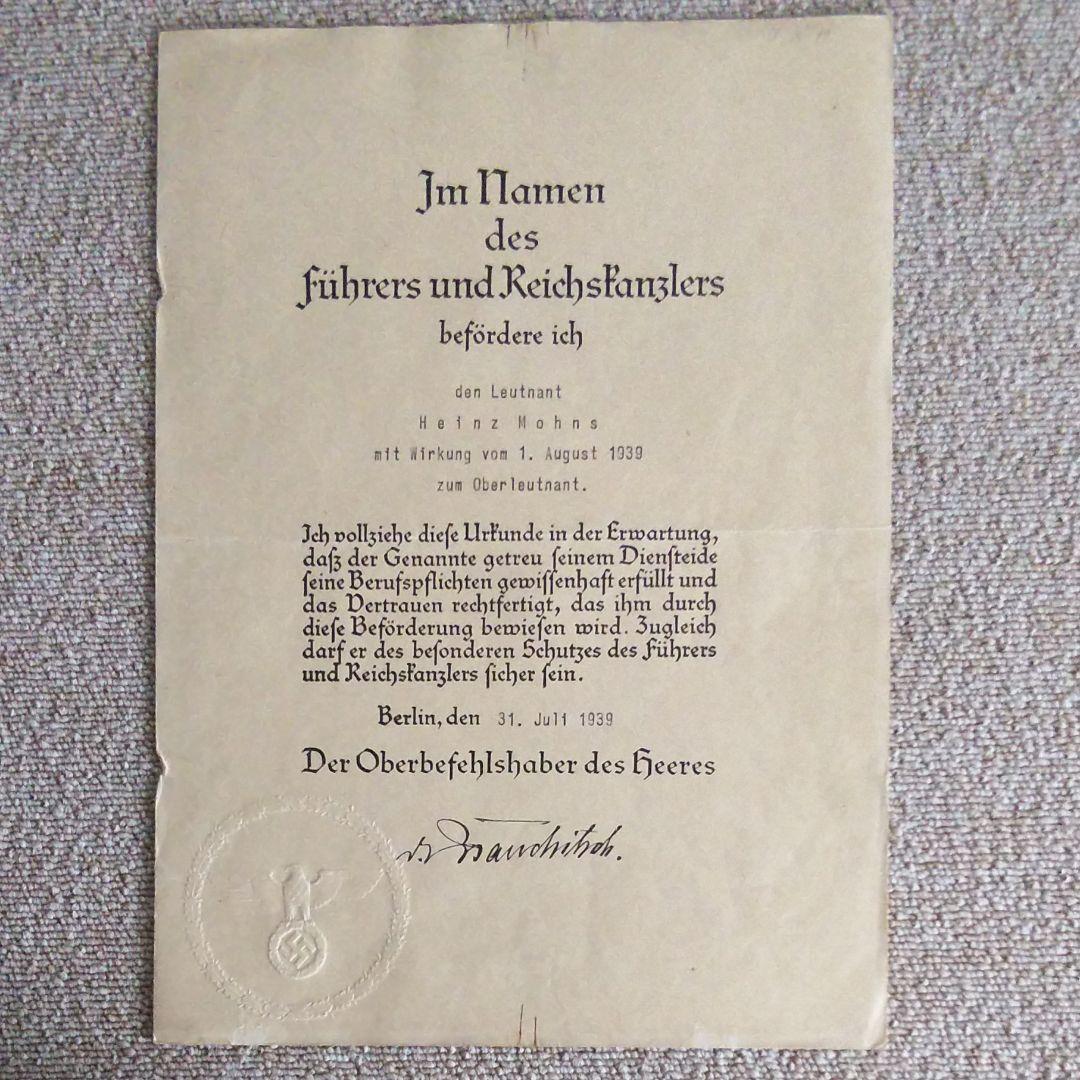 Im Namen
des
Führers und Reichskanzlers
befördere ich
den Leutnant
Heinz Mohns
mit Wirkung vom 1. August 1939
zum Oberleutnant.
Ich vollziehe diese Urkunde in der Erwartung,
daß der Genannte getreu seinem Diensteide
seine Berufspflichten gewissenhaft erfüllt und
das Vertrauen rechtfertigt, das ihm durch
diese Beförderung bewiesen wird. Zugleich
darf er des besonderen Schutzes des Führers
und Reichskanzlers sicher sein.
Berlin, den 31. Juli 1939
Der Oberbefehlshaber des Heeres
v. Brauchitsch.